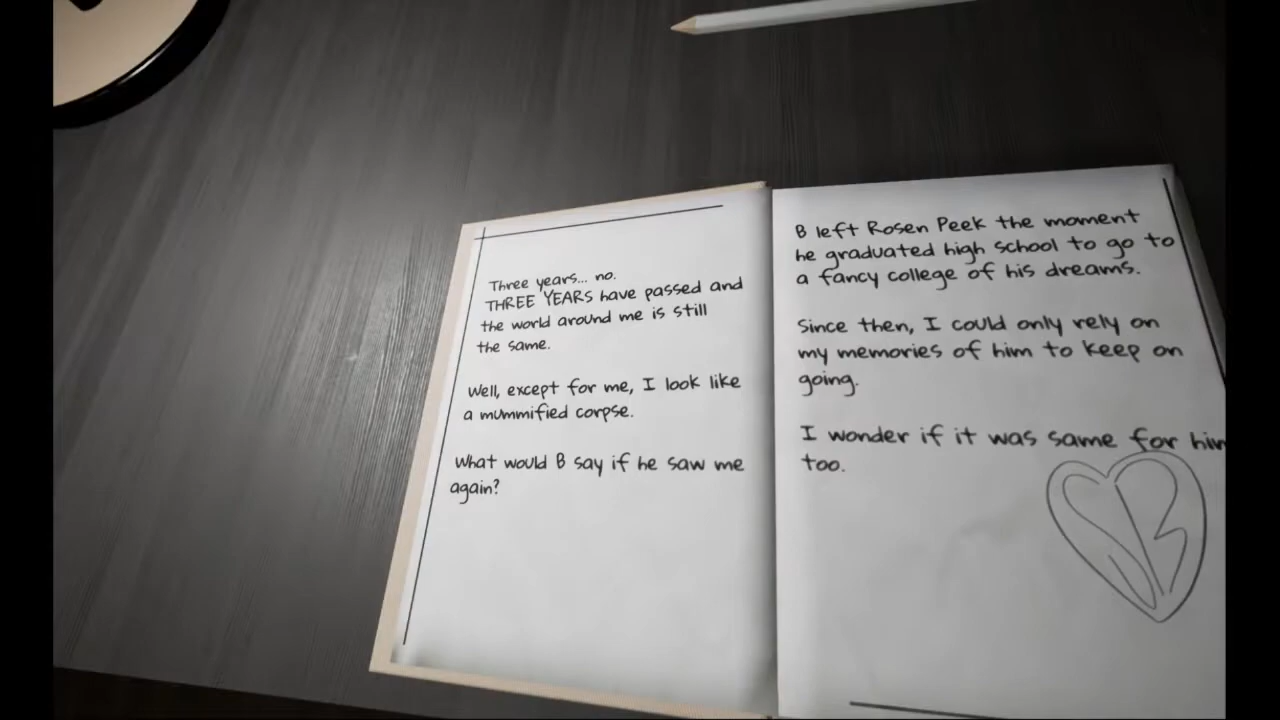 Three years... no.
THREE YEARS have passed and
the world around me is still
the same.
Well, except for me, I look like
a mummified corpse.
What would B say if he saw me
again?
B left Rosen Peek the moment
he graduated high school to go to
a fancy college of his dreams.
Since then, I could only rely on
my memories of him to keep on
going.
I wonder if it was same for him
too.
S B